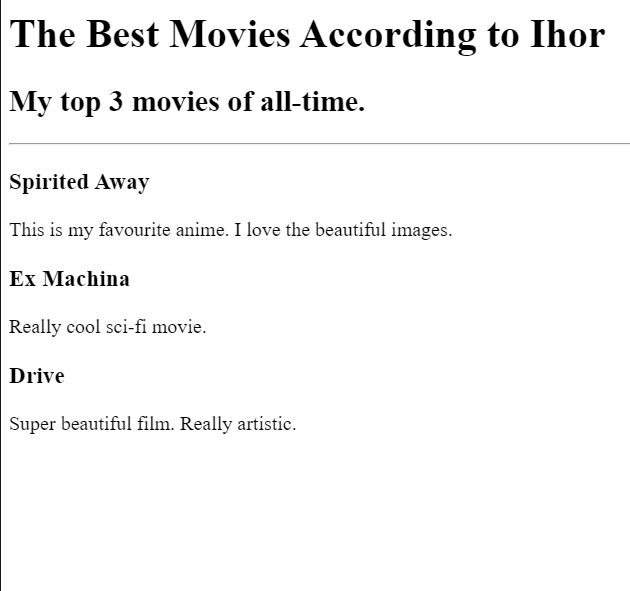 The Best Movies According to Ihor
My top 3 movies of all-time.
Spirited Away
This is my favourite anime. I love the beautiful images.
Ex Machina
Really cool sci-fi movie.
Drive
Super beautiful film. Really artistic.